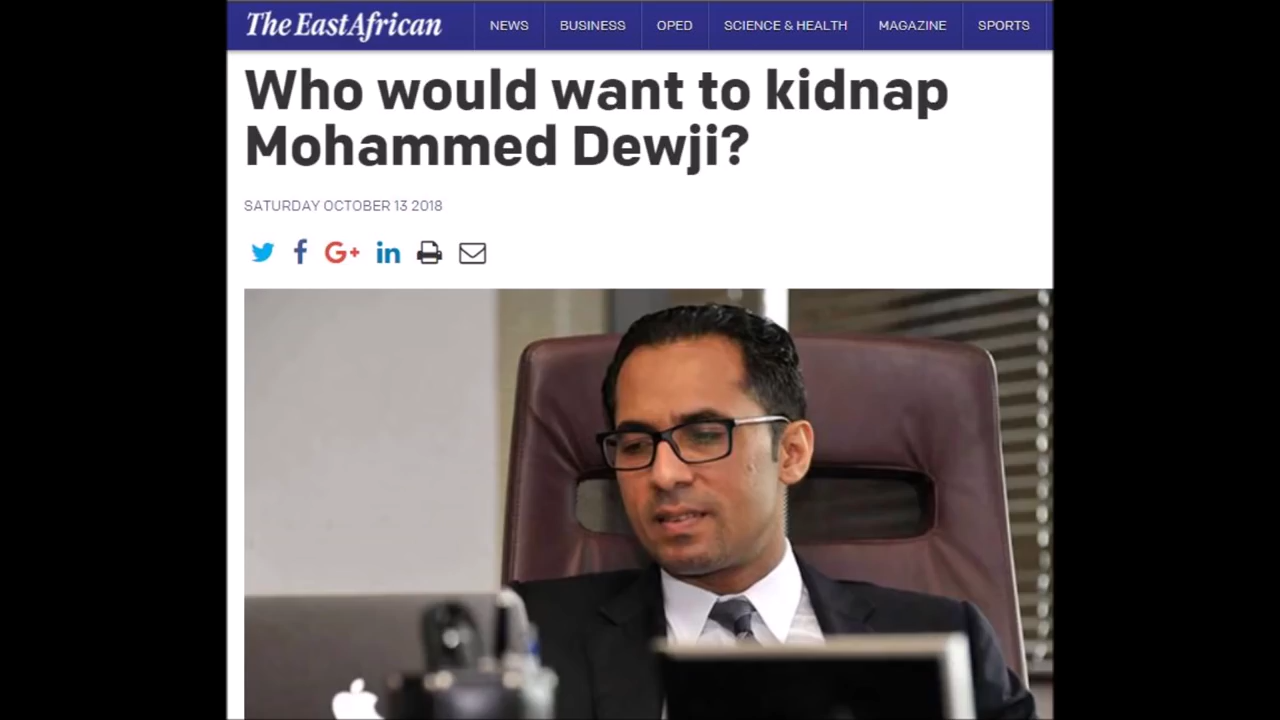 The EastAfrican NEWS BUSINESS OPED SCIENCE & HEALTH MAGAZINE SPORTS
Who would want to kidnap
Mohammed Dewji?
SATURDAY OCTOBER 13 2018